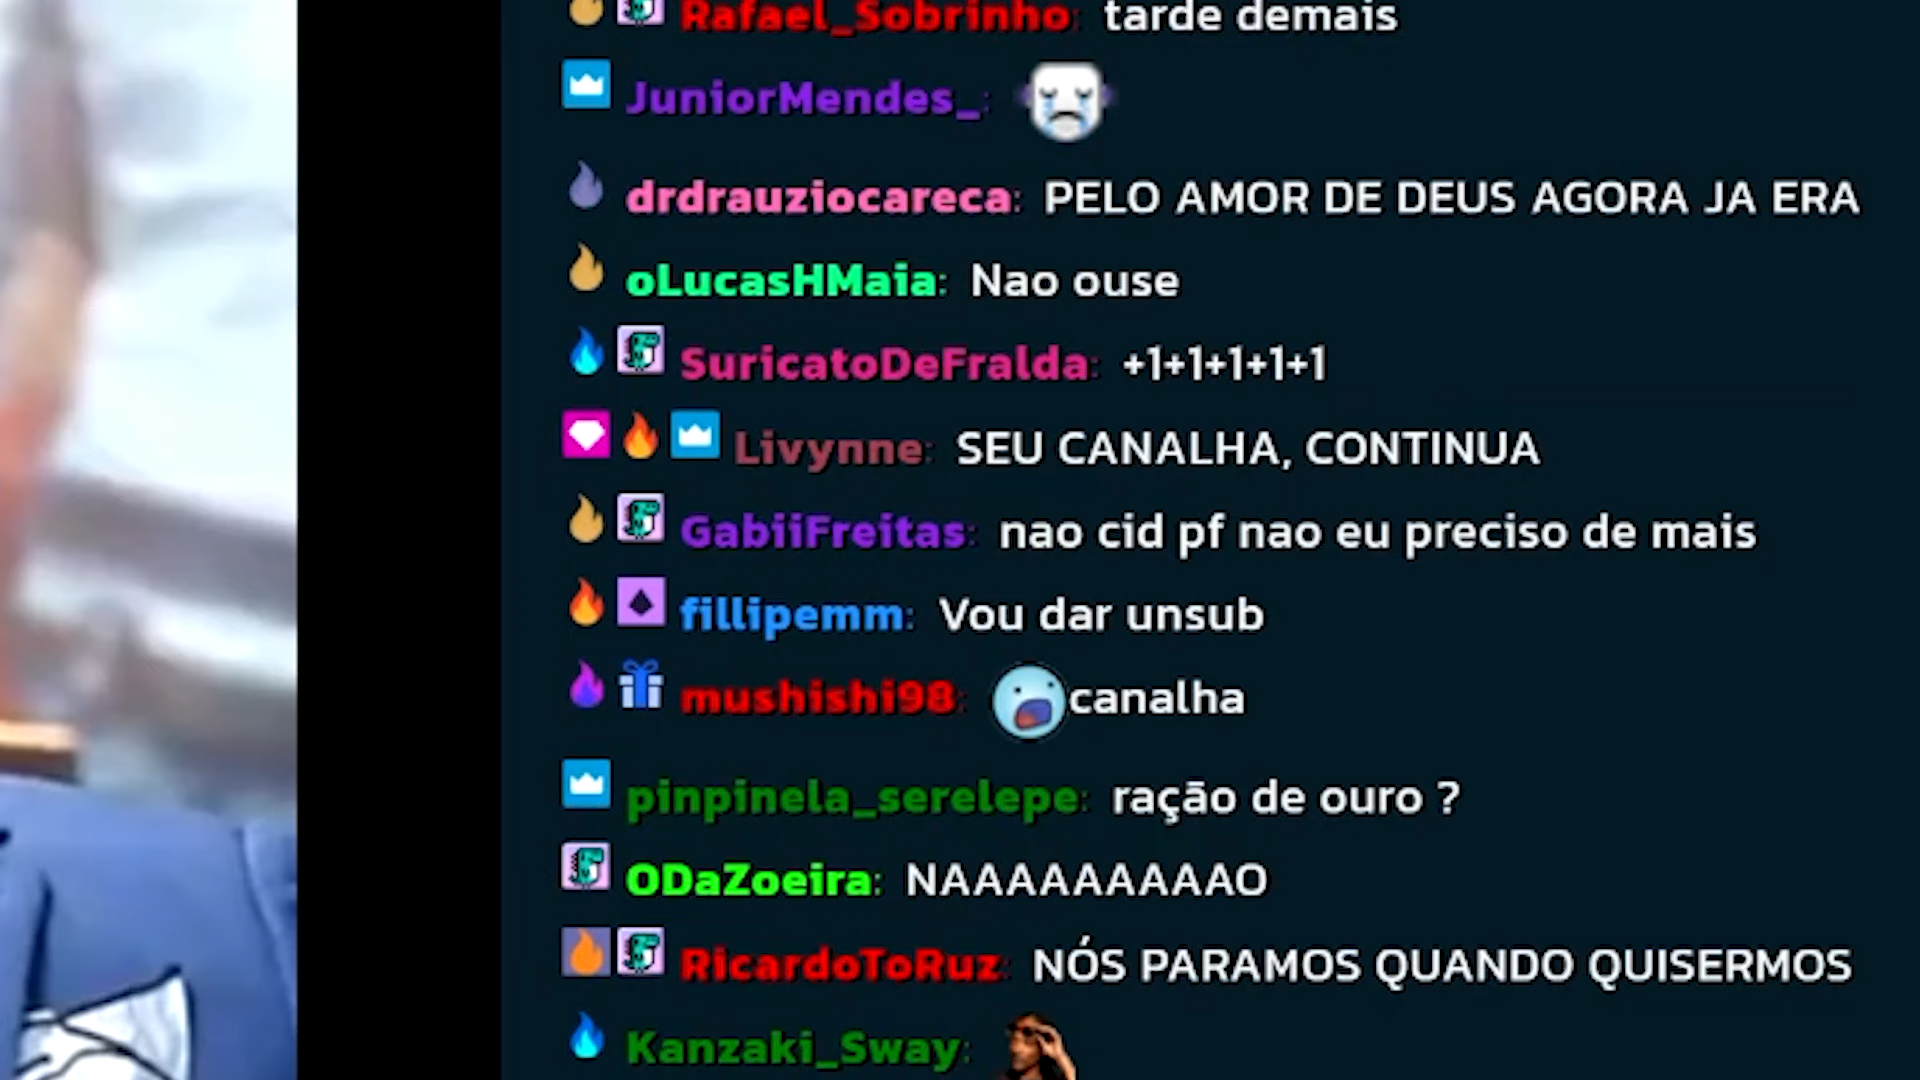 Rafael_Sobrinho: tarde demais
JuniorMendes_:
drdrauziocareca: PELO AMOR DE DEUS AGORA JA ERA
oLucasHMaia: Nao ouse
SuricatoDeFralda: +1+1+1+1+1
Livynne: SEU CANALHA, CONTINUA
GabiiFreitas: nao cid pf nao eu preciso de mais
fillipemm: Vou dar unsub
mushishi98: canalha
pinpinela_serelepe: ração de ouro ?
ODaZoeira: NAAAAAAAAAAO
RicardoToRuz: NÓS PARAMOS QUANDO QUISERMOS
Kanzaki_Sway: